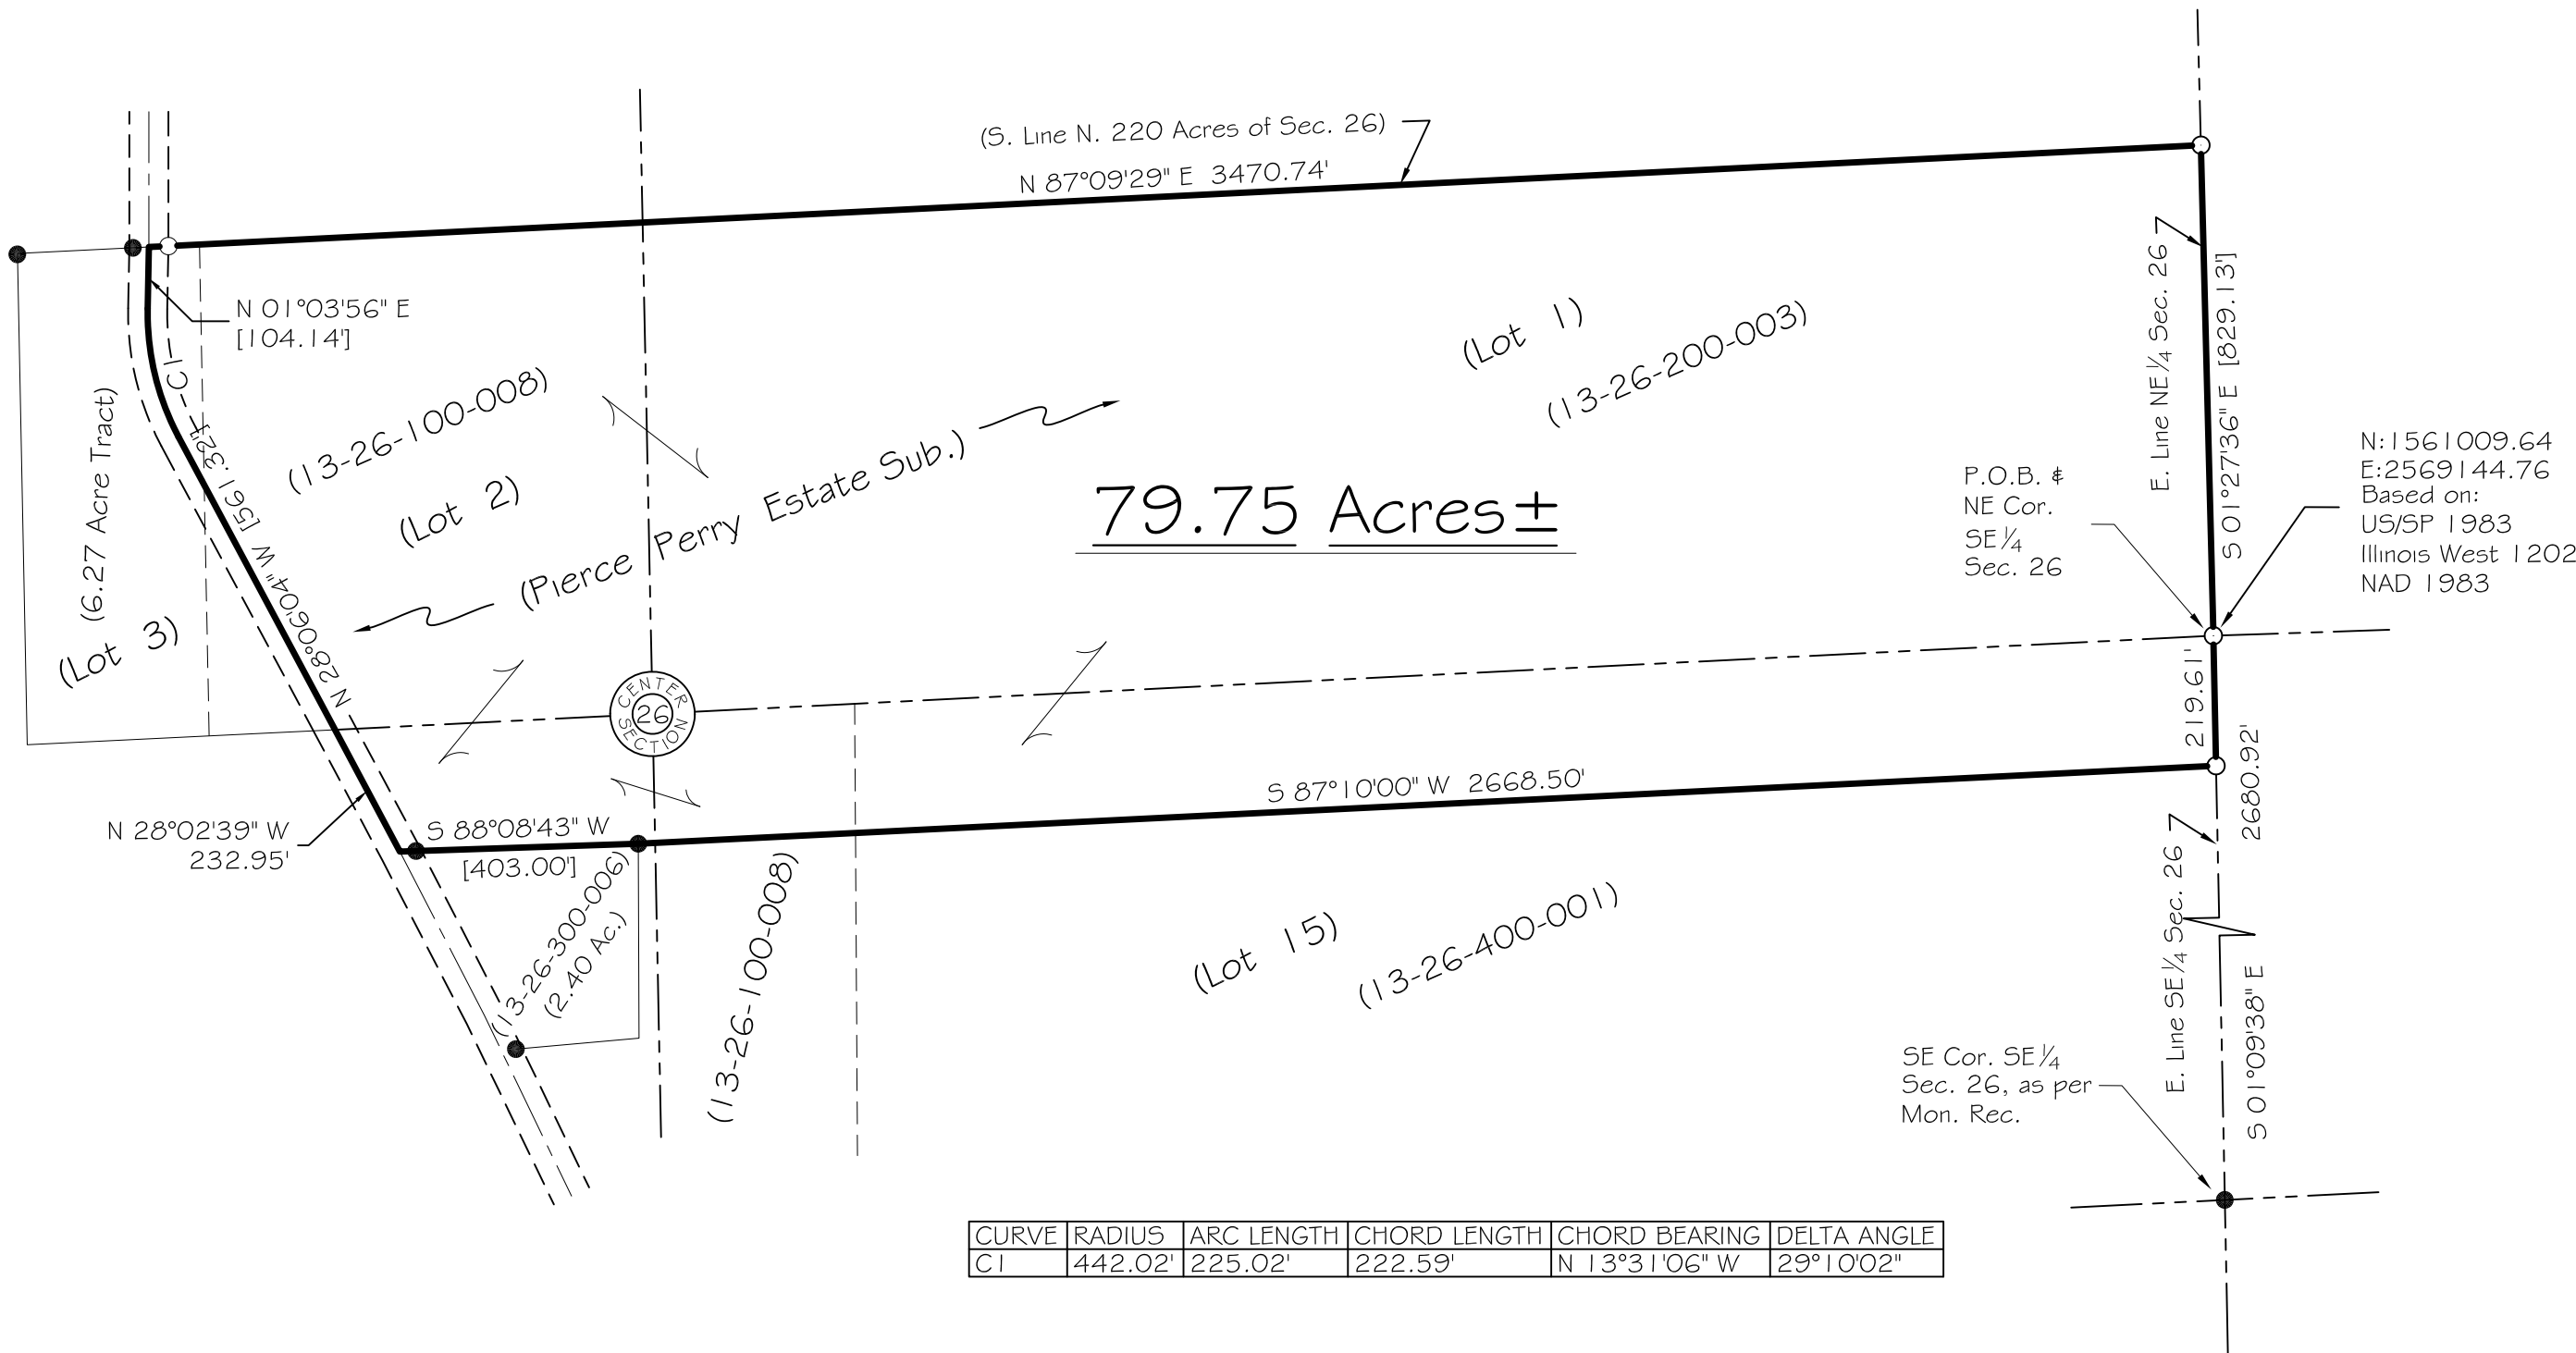 (S. Line N. 220 Acres of Sec. 26)
N 87°09'29" E 3470.74'
N 01°03'56" E
[104.14']
C1
N 28°06'04" W [561.32']
(6.27 Acre Tract)
(Lot 3)
(13-26-100-008)
(Lot 2)
(Pierce Perry Estate Sub.)
(Lot 1)
(13-26-200-003)
79.75 Acres±
E. Line NE¼ Sec. 26
S 01°27'36" E [829.13']
P.O.B. &
NE Cor.
SE¼
Sec. 26
N:1561009.64
E:2569144.76
Based on:
US/SP 1983
Illinois West 1202
NAD 1983
CENTER
26
SECTION
219.61'
2680.92'
S 87°10'00" W 2668.50'
N 28°02'39" W
232.95'
S 88°08'43" W
[403.00']
(13-26-300-006)
(2.40 Ac.)
(13-26-100-008)
(Lot 15)
(13-26-400-001)
E. Line SE¼ Sec. 26
S 01°09'38" E
SE Cor. SE¼
Sec. 26, as per
Mon. Rec.
CURVE RADIUS ARC LENGTH CHORD LENGTH CHORD BEARING DELTA ANGLE
C1 442.02' 225.02' 222.59' N 13°31'06" W 29°10'02"